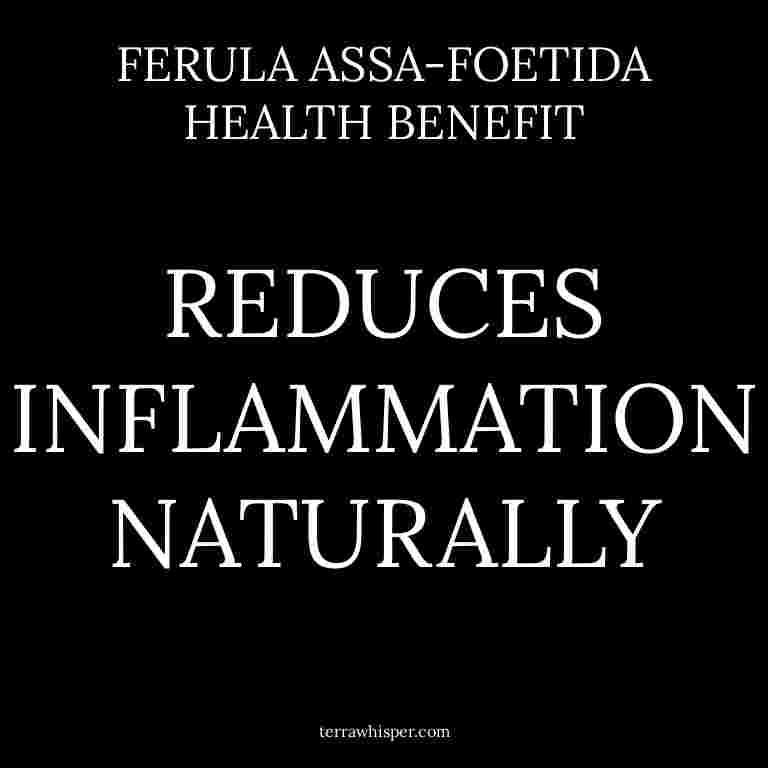 FERULA ASSA-FOETIDA
HEALTH BENEFIT
REDUCES
INFLAMMATION
NATURALLY
terrawhisper.com